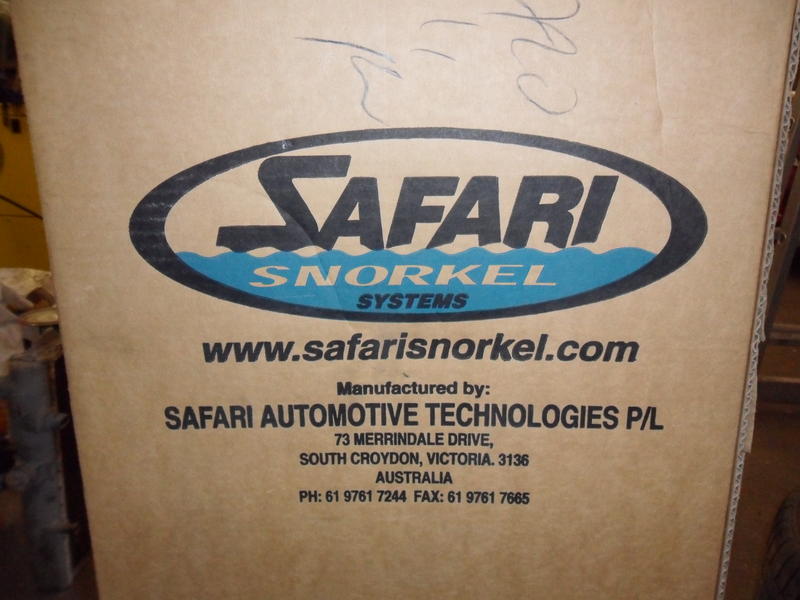 SAFARI
SNORKEL
SYSTEMS
www.safarisnorkel.com
Manufactured by:
SAFARI AUTOMOTIVE TECHNOLOGIES P/L
73 MERRINDALE DRIVE,
SOUTH CROYDON, VICTORIA. 3136
AUSTRALIA
PH: 61 9761 7244 FAX: 61 9761 7665